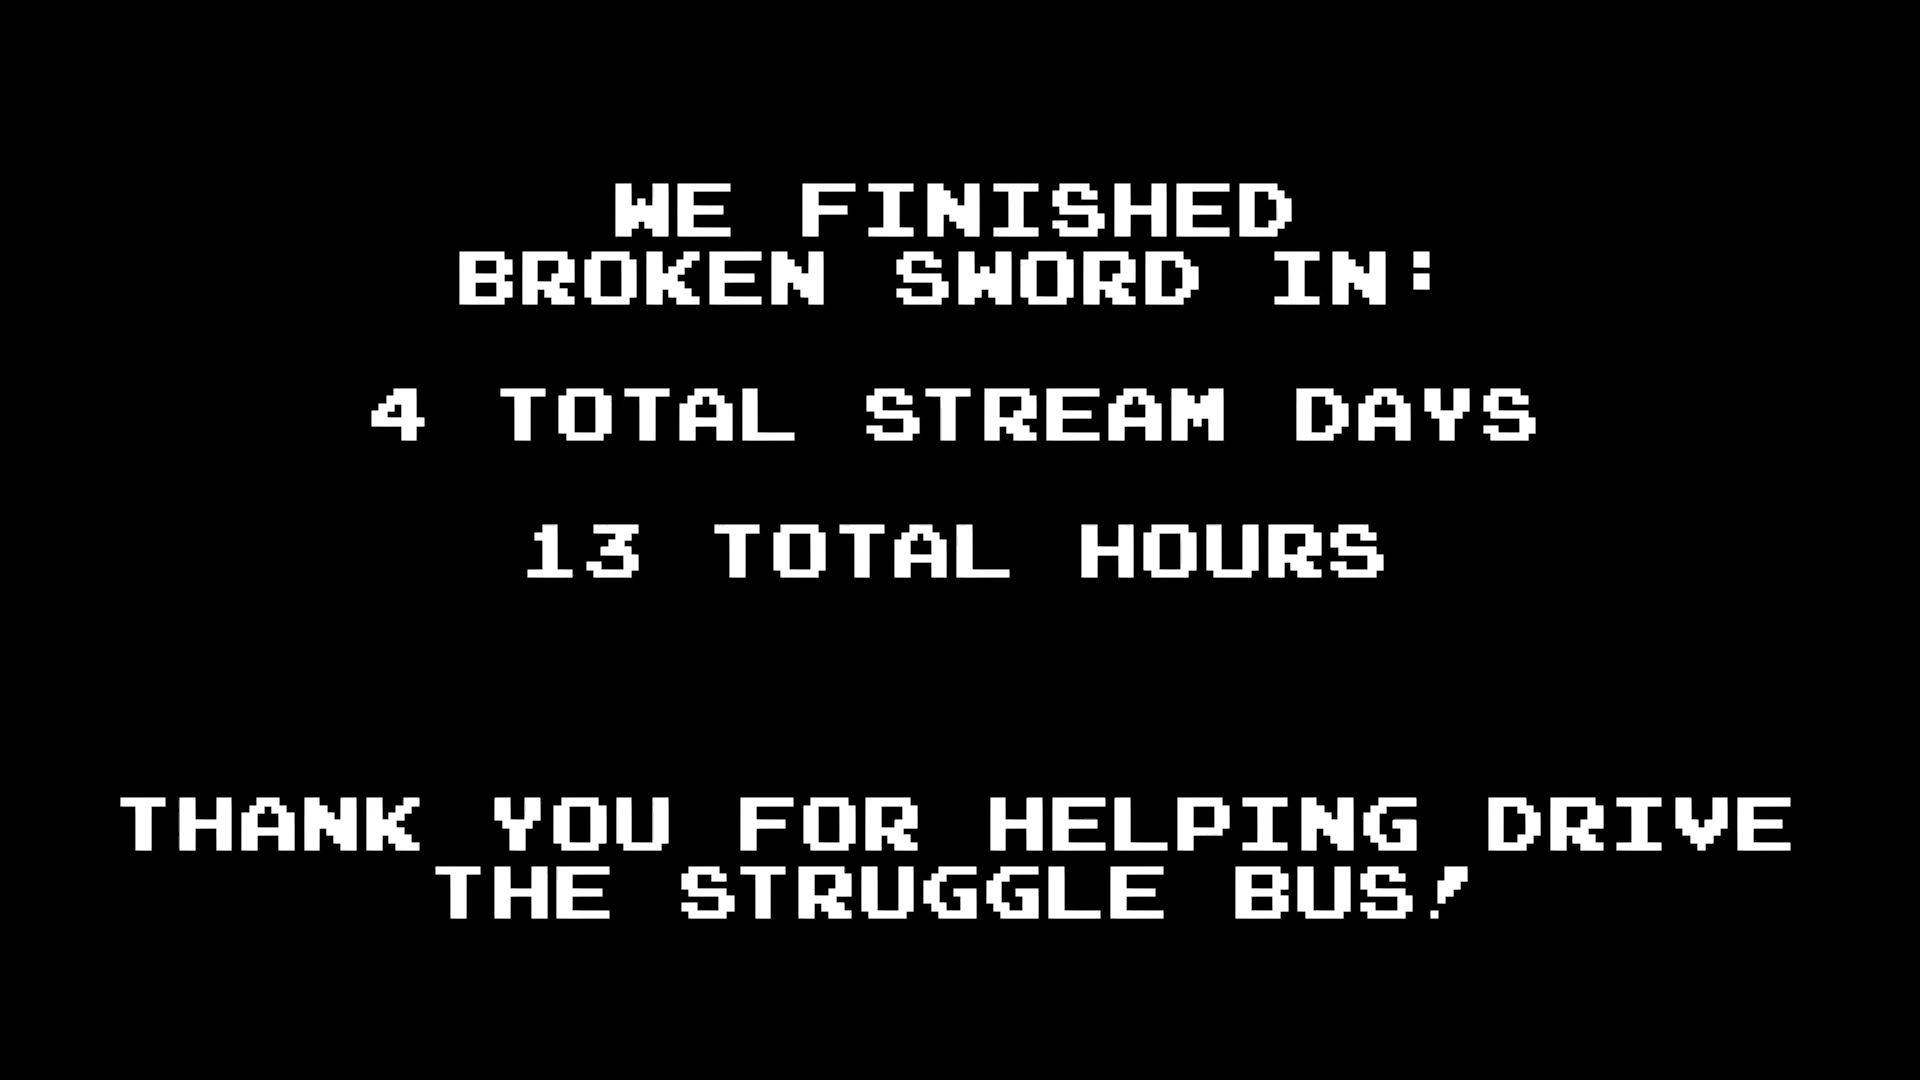 WE FINISHED
BROKEN SWORD IN:
4 TOTAL STREAM DAYS
13 TOTAL HOURS
THANK YOU FOR HELPING DRIVE
THE STRUGGLE BUS!